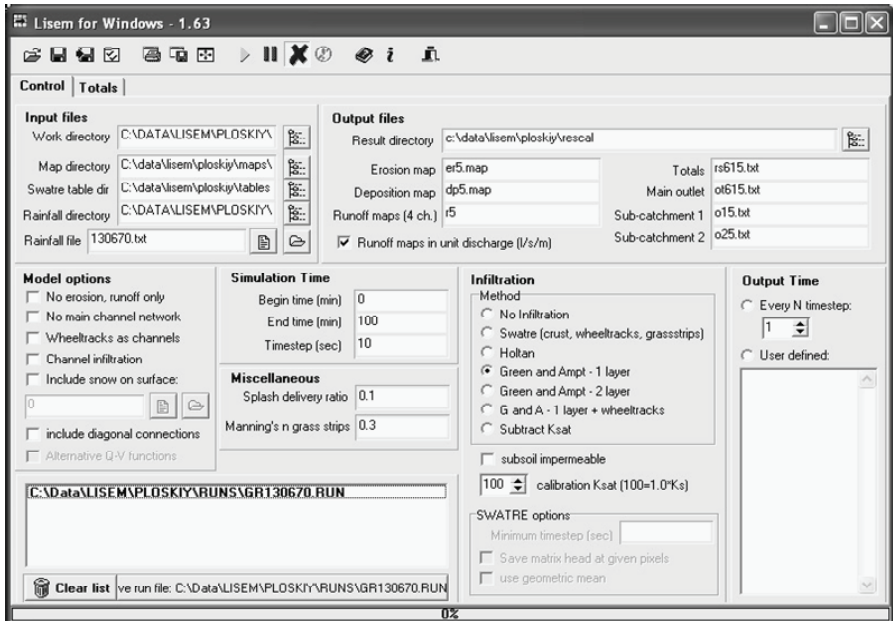 Lisem for Windows - 1.63
Control
Totals
Input files
Work directory C:\DATA\LISEM\PLOSKIY\
Map directory C:\data\lisem\ploskiy\maps\
Swatre table dir C:\data\lisem\ploskiy\tables
Rainfall directory C:\DATA\LISEM\PLOSKIY\
Rainfall file 130670.txt
Output files
Result directory c:\data\lisem\ploskiy\rescal
Erosion map er5.map
Deposition map dp5.map
Runoff maps (4 ch.) r5
Runoff maps in unit discharge (l/s/m)
Totals rs615.txt
Main outlet ot615.txt
Sub-catchment 1 o15.txt
Sub-catchment 2 o25.txt
Model options
No erosion, runoff only
No main channel network
Wheeltracks as channels
Channel infiltration
Include snow on surface:
0
include diagonal connections
Alternative Q-V functions
Simulation Time
Begin time (min) 0
End time (min) 100
Timestep (sec) 10
Miscellaneous
Splash delivery ratio 0.1
Manning's n grass strips 0.3
Infiltration
Method
No Infiltration
Swatre (crust, wheeltracks, grassstrips)
Holtan
Green and Ampt - 1 layer
Green and Ampt - 2 layer
G and A - 1 layer + wheeltracks
Subtract Ksat
subsoil impermeable
100 calibration Ksat (100=1.0*Ks)
SWATRE options
Minimum timestep (sec)
Save matrix head at given pixels
use geometric mean
Output Time
Every N timestep:
1
User defined:
C:\Data\LISEM\PLOSKIY\RUNS\GR130670.RUN
Clear list ve run file: C:\Data\LISEM\PLOSKIY\RUNS\GR130670.RUN
0%